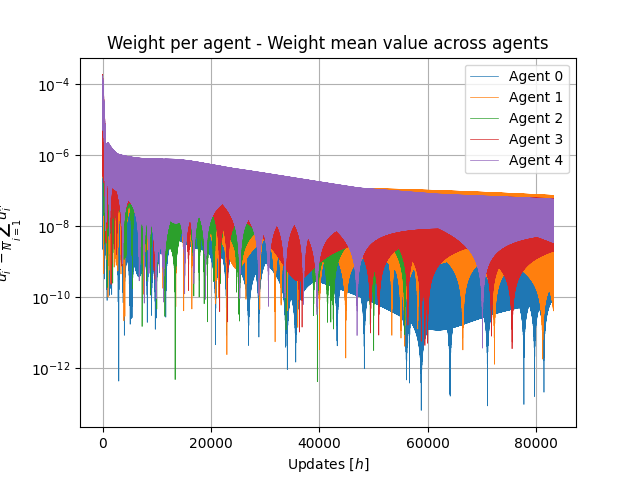 Weight per agent - Weight mean value across agents
Agent 0
Agent 1
Agent 2
Agent 3
Agent 4
10⁻⁴
10⁻⁶
10⁻⁸
10⁻¹⁰
10⁻¹²
0 20000 40000 60000 80000
Updates [h]